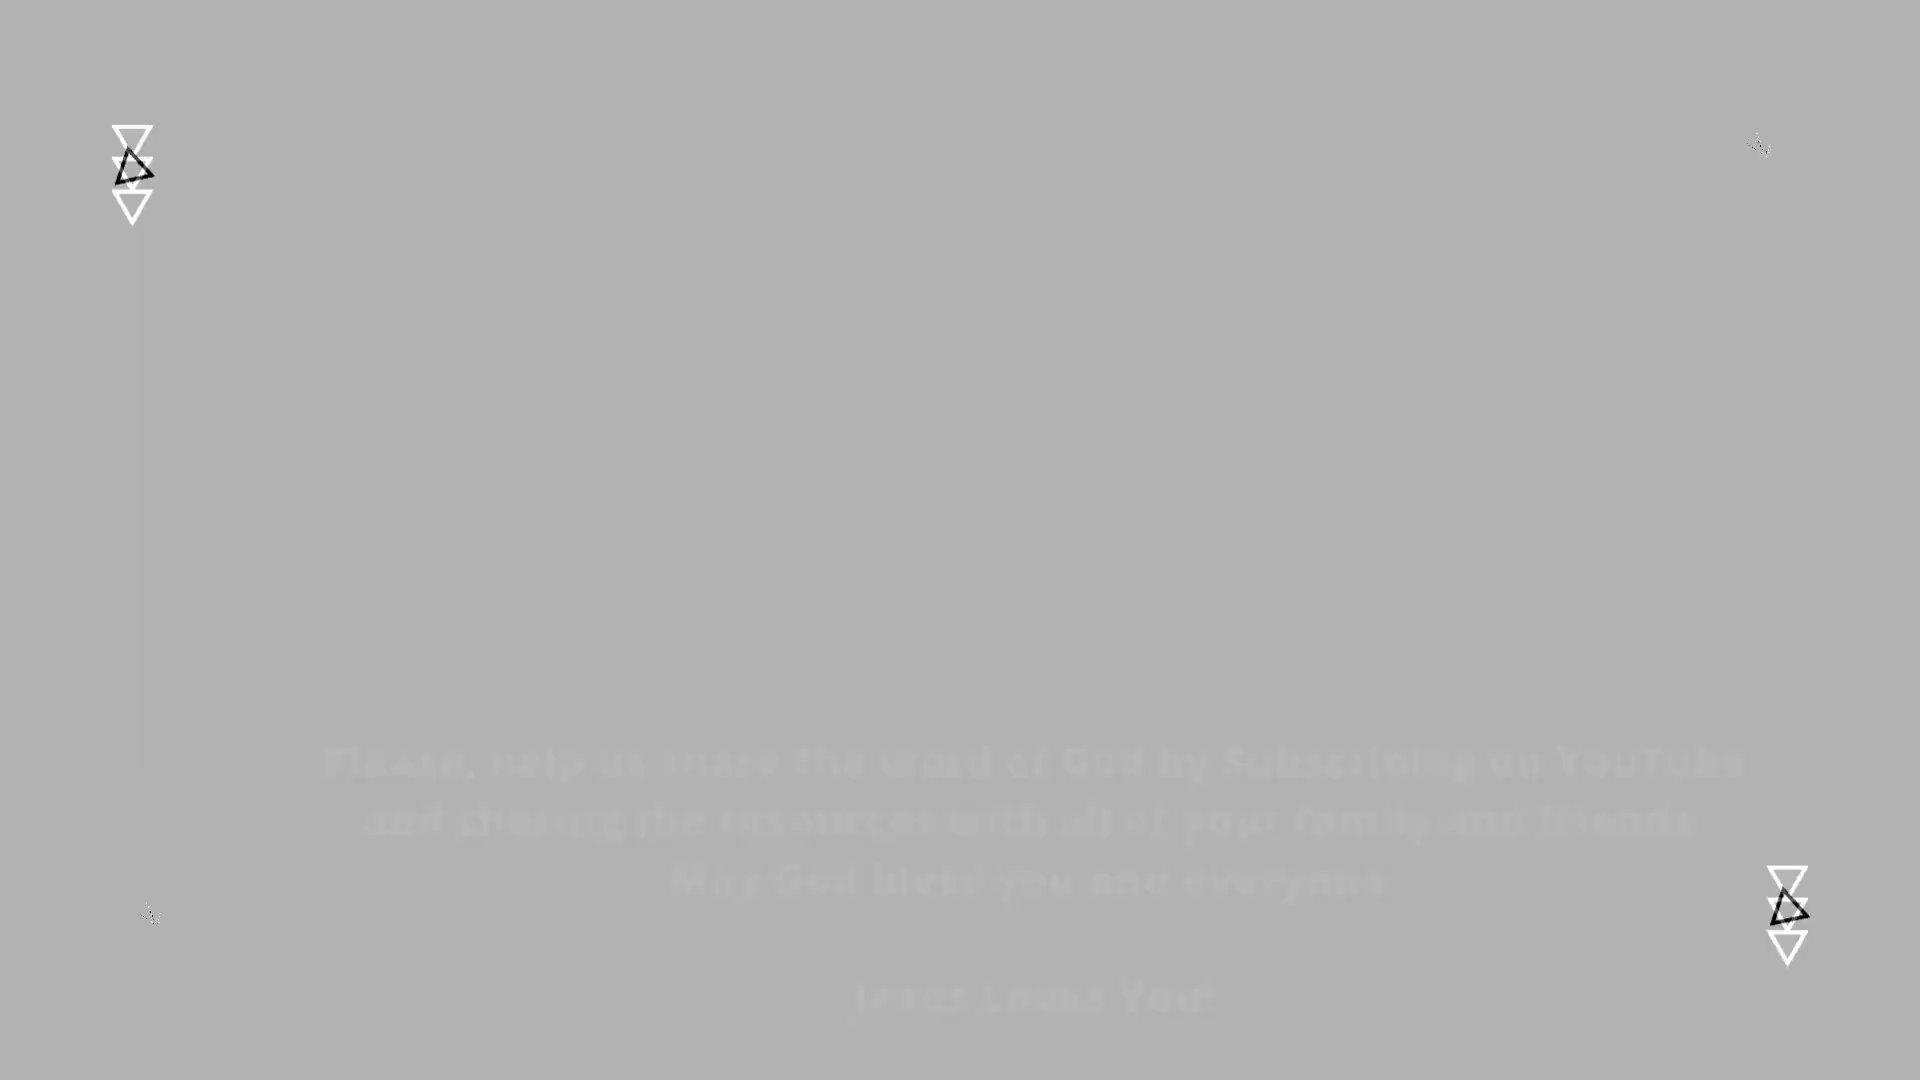 Please, help us share the word of God by Subscribing on YouTube
and sharing the resources with all of your family and friends
May God bless you and everyone.
Jesus Loves You!